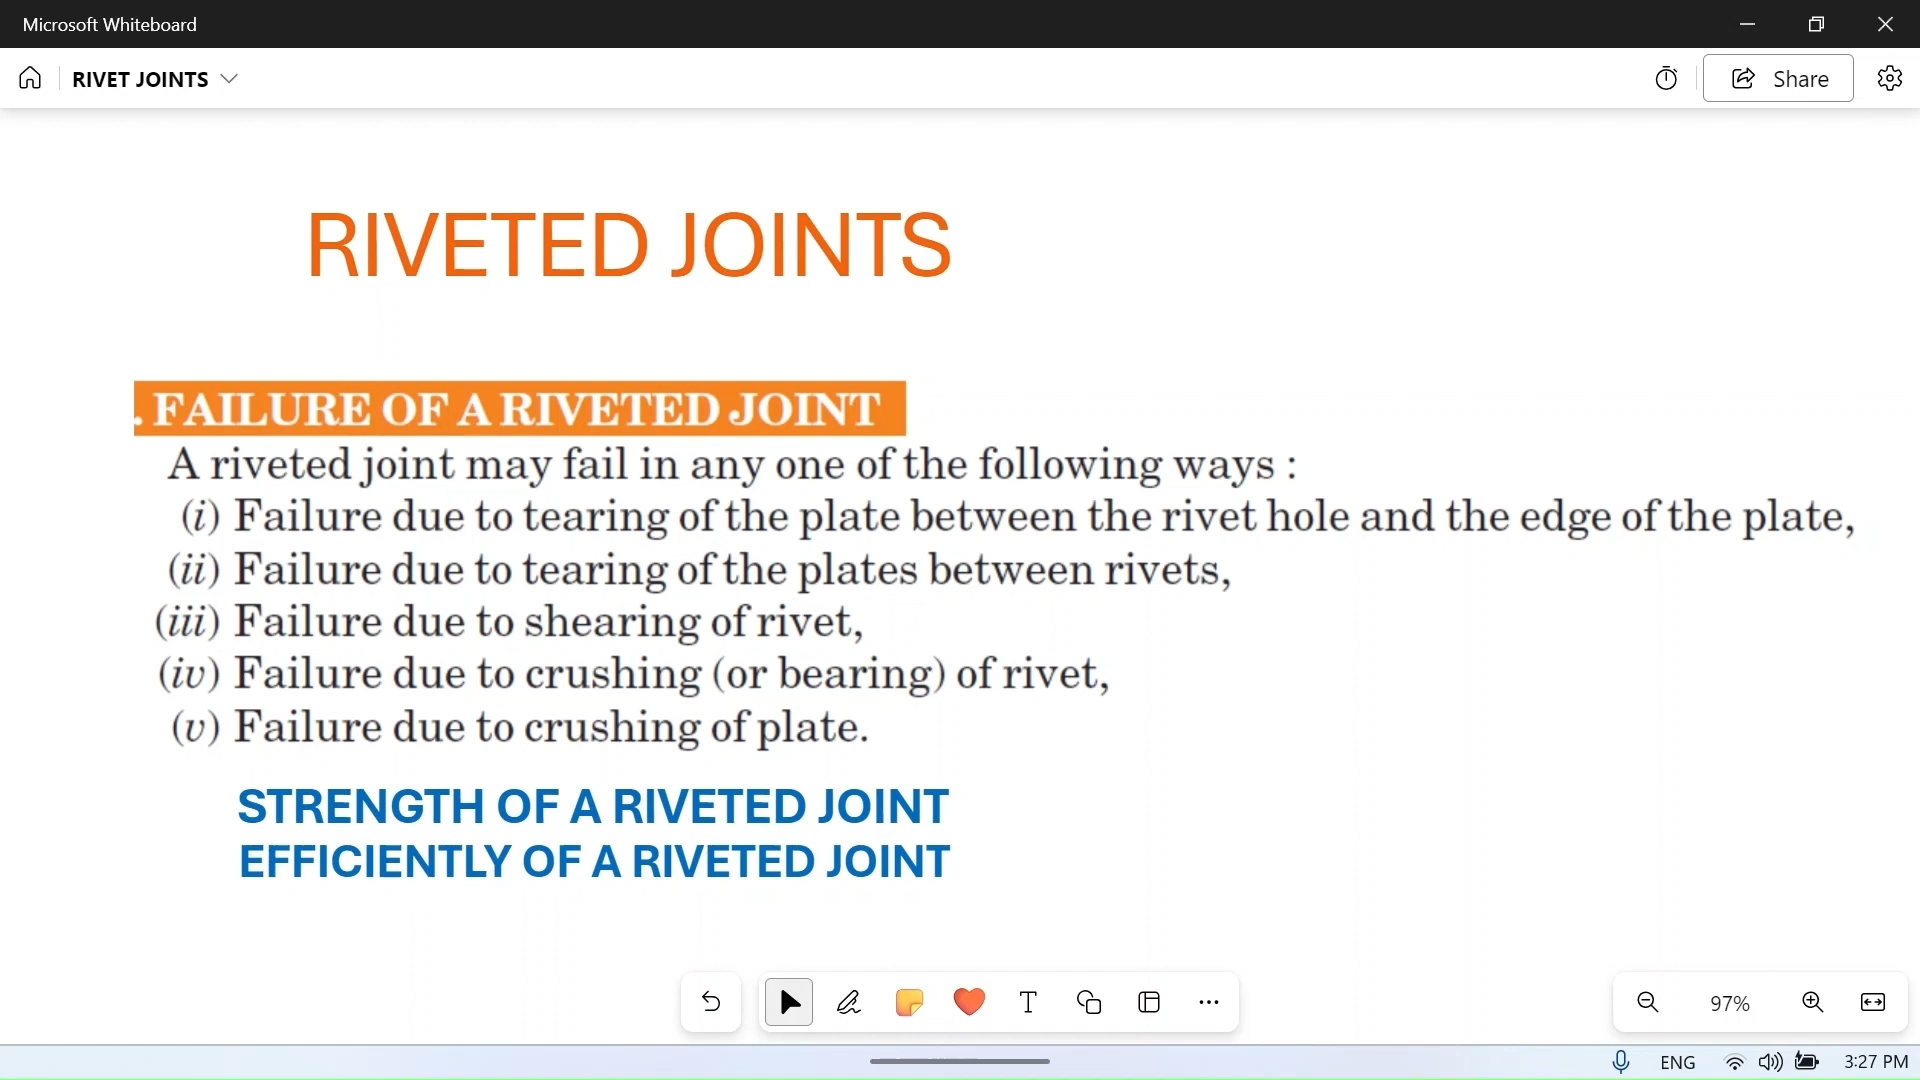 Microsoft Whiteboard
RIVET JOINTS
Share
RIVETED JOINTS
. FAILURE OF A RIVETED JOINT
A riveted joint may fail in any one of the following ways :
(i) Failure due to tearing of the plate between the rivet hole and the edge of the plate,
(ii) Failure due to tearing of the plates between rivets,
(iii) Failure due to shearing of rivet,
(iv) Failure due to crushing (or bearing) of rivet,
(v) Failure due to crushing of plate.
STRENGTH OF A RIVETED JOINT
EFFICIENTLY OF A RIVETED JOINT
97%
ENG
3:27 PM